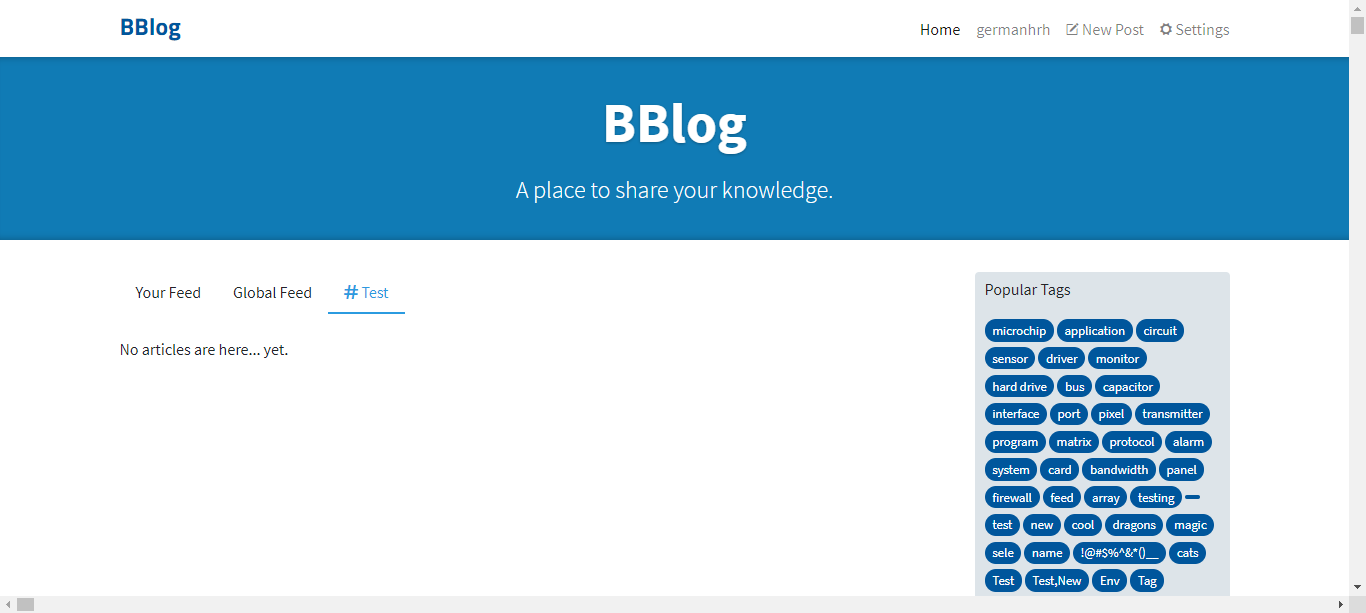 BBlog
Home germanhrh New Post Settings
BBlog
A place to share your knowledge.
Your Feed Global Feed # Test
No articles are here... yet.
Popular Tags
microchip application circuit
sensor driver monitor
hard drive bus capacitor
interface port pixel transmitter
program matrix protocol alarm
system card bandwidth panel
firewall feed array testing
test new cool dragons magic
sele name !@#$%^&*()__ cats
Test Test,New Env Tag